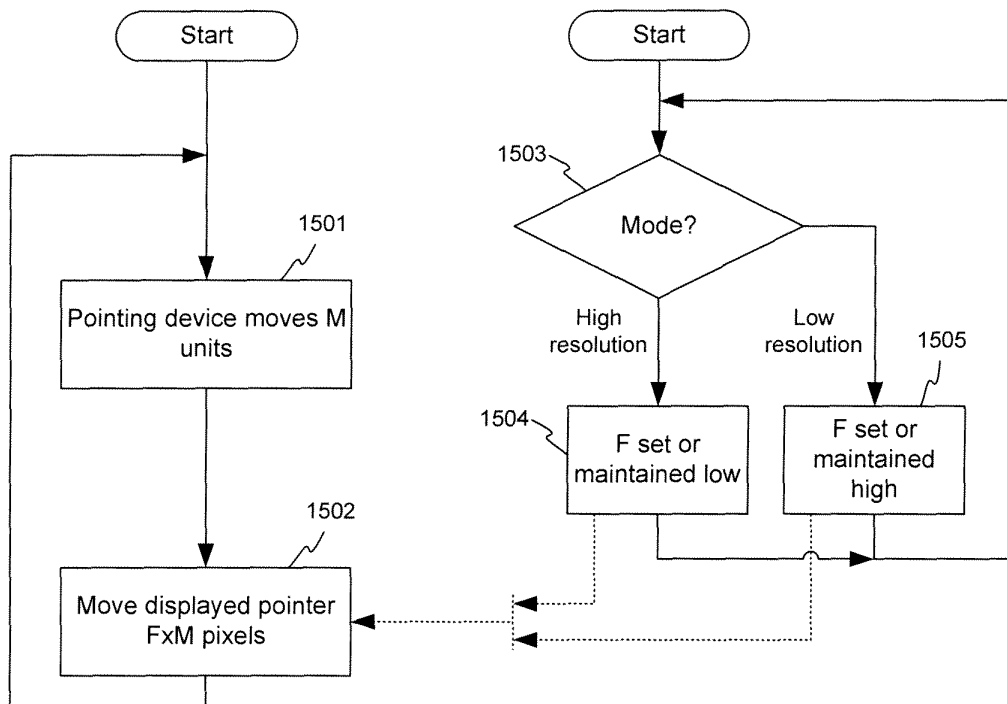 Start
1501
Pointing device moves M
units
1502
Move displayed pointer
FxM pixels
Start
1503
Mode?
High
resolution
Low
resolution
1504
F set or
maintained low
1505
F set or
maintained
high